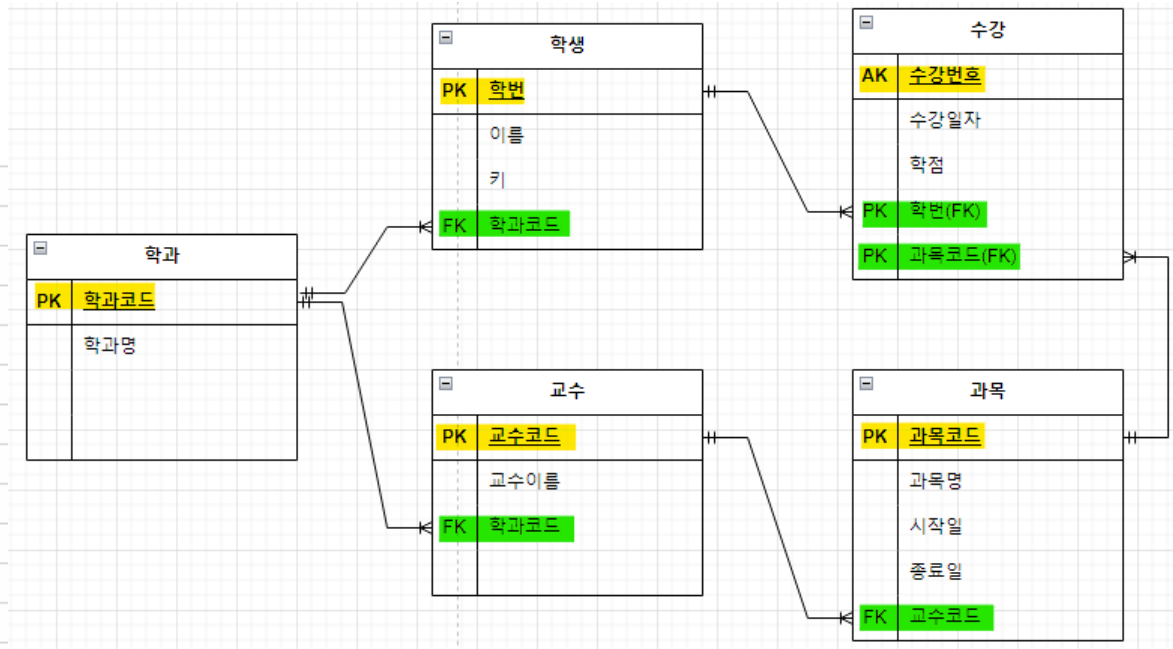 학과
PK 학과코드
학과명
학생
PK 학번
이름
키
FK 학과코드
교수
PK 교수코드
교수이름
FK 학과코드
수강
AK 수강번호
수강일자
학점
PK 학번(FK)
PK 과목코드(FK)
과목
PK 과목코드
과목명
시작일
종료일
FK 교수코드